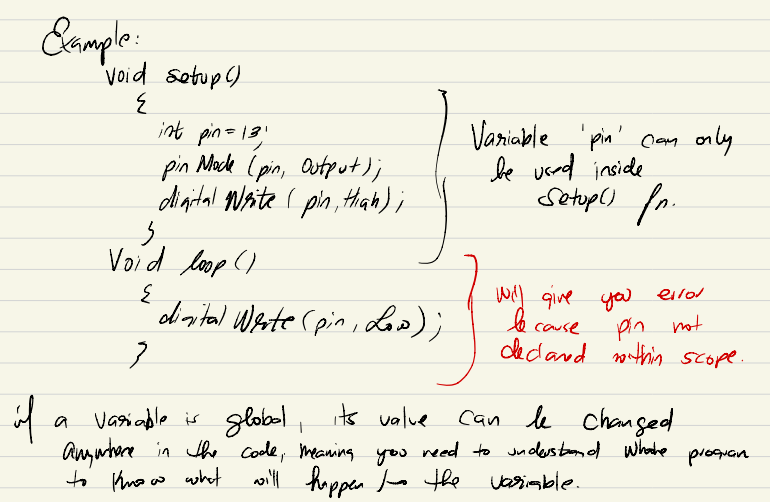 Example:
Void setup()
{
int pin = 13;
pin Mode (pin, Output);
digital Write ( pin, High);
}
Variable 'pin' can only
be used inside
Setup() fn.
Void loop()
{
digital Write (pin, Low);
}
Will give you error
because pin not
declared within scope.
if a variable is global, its value can be changed
anywhere in the code, meaning you need to understand whole program
to know what will happen to the variable.